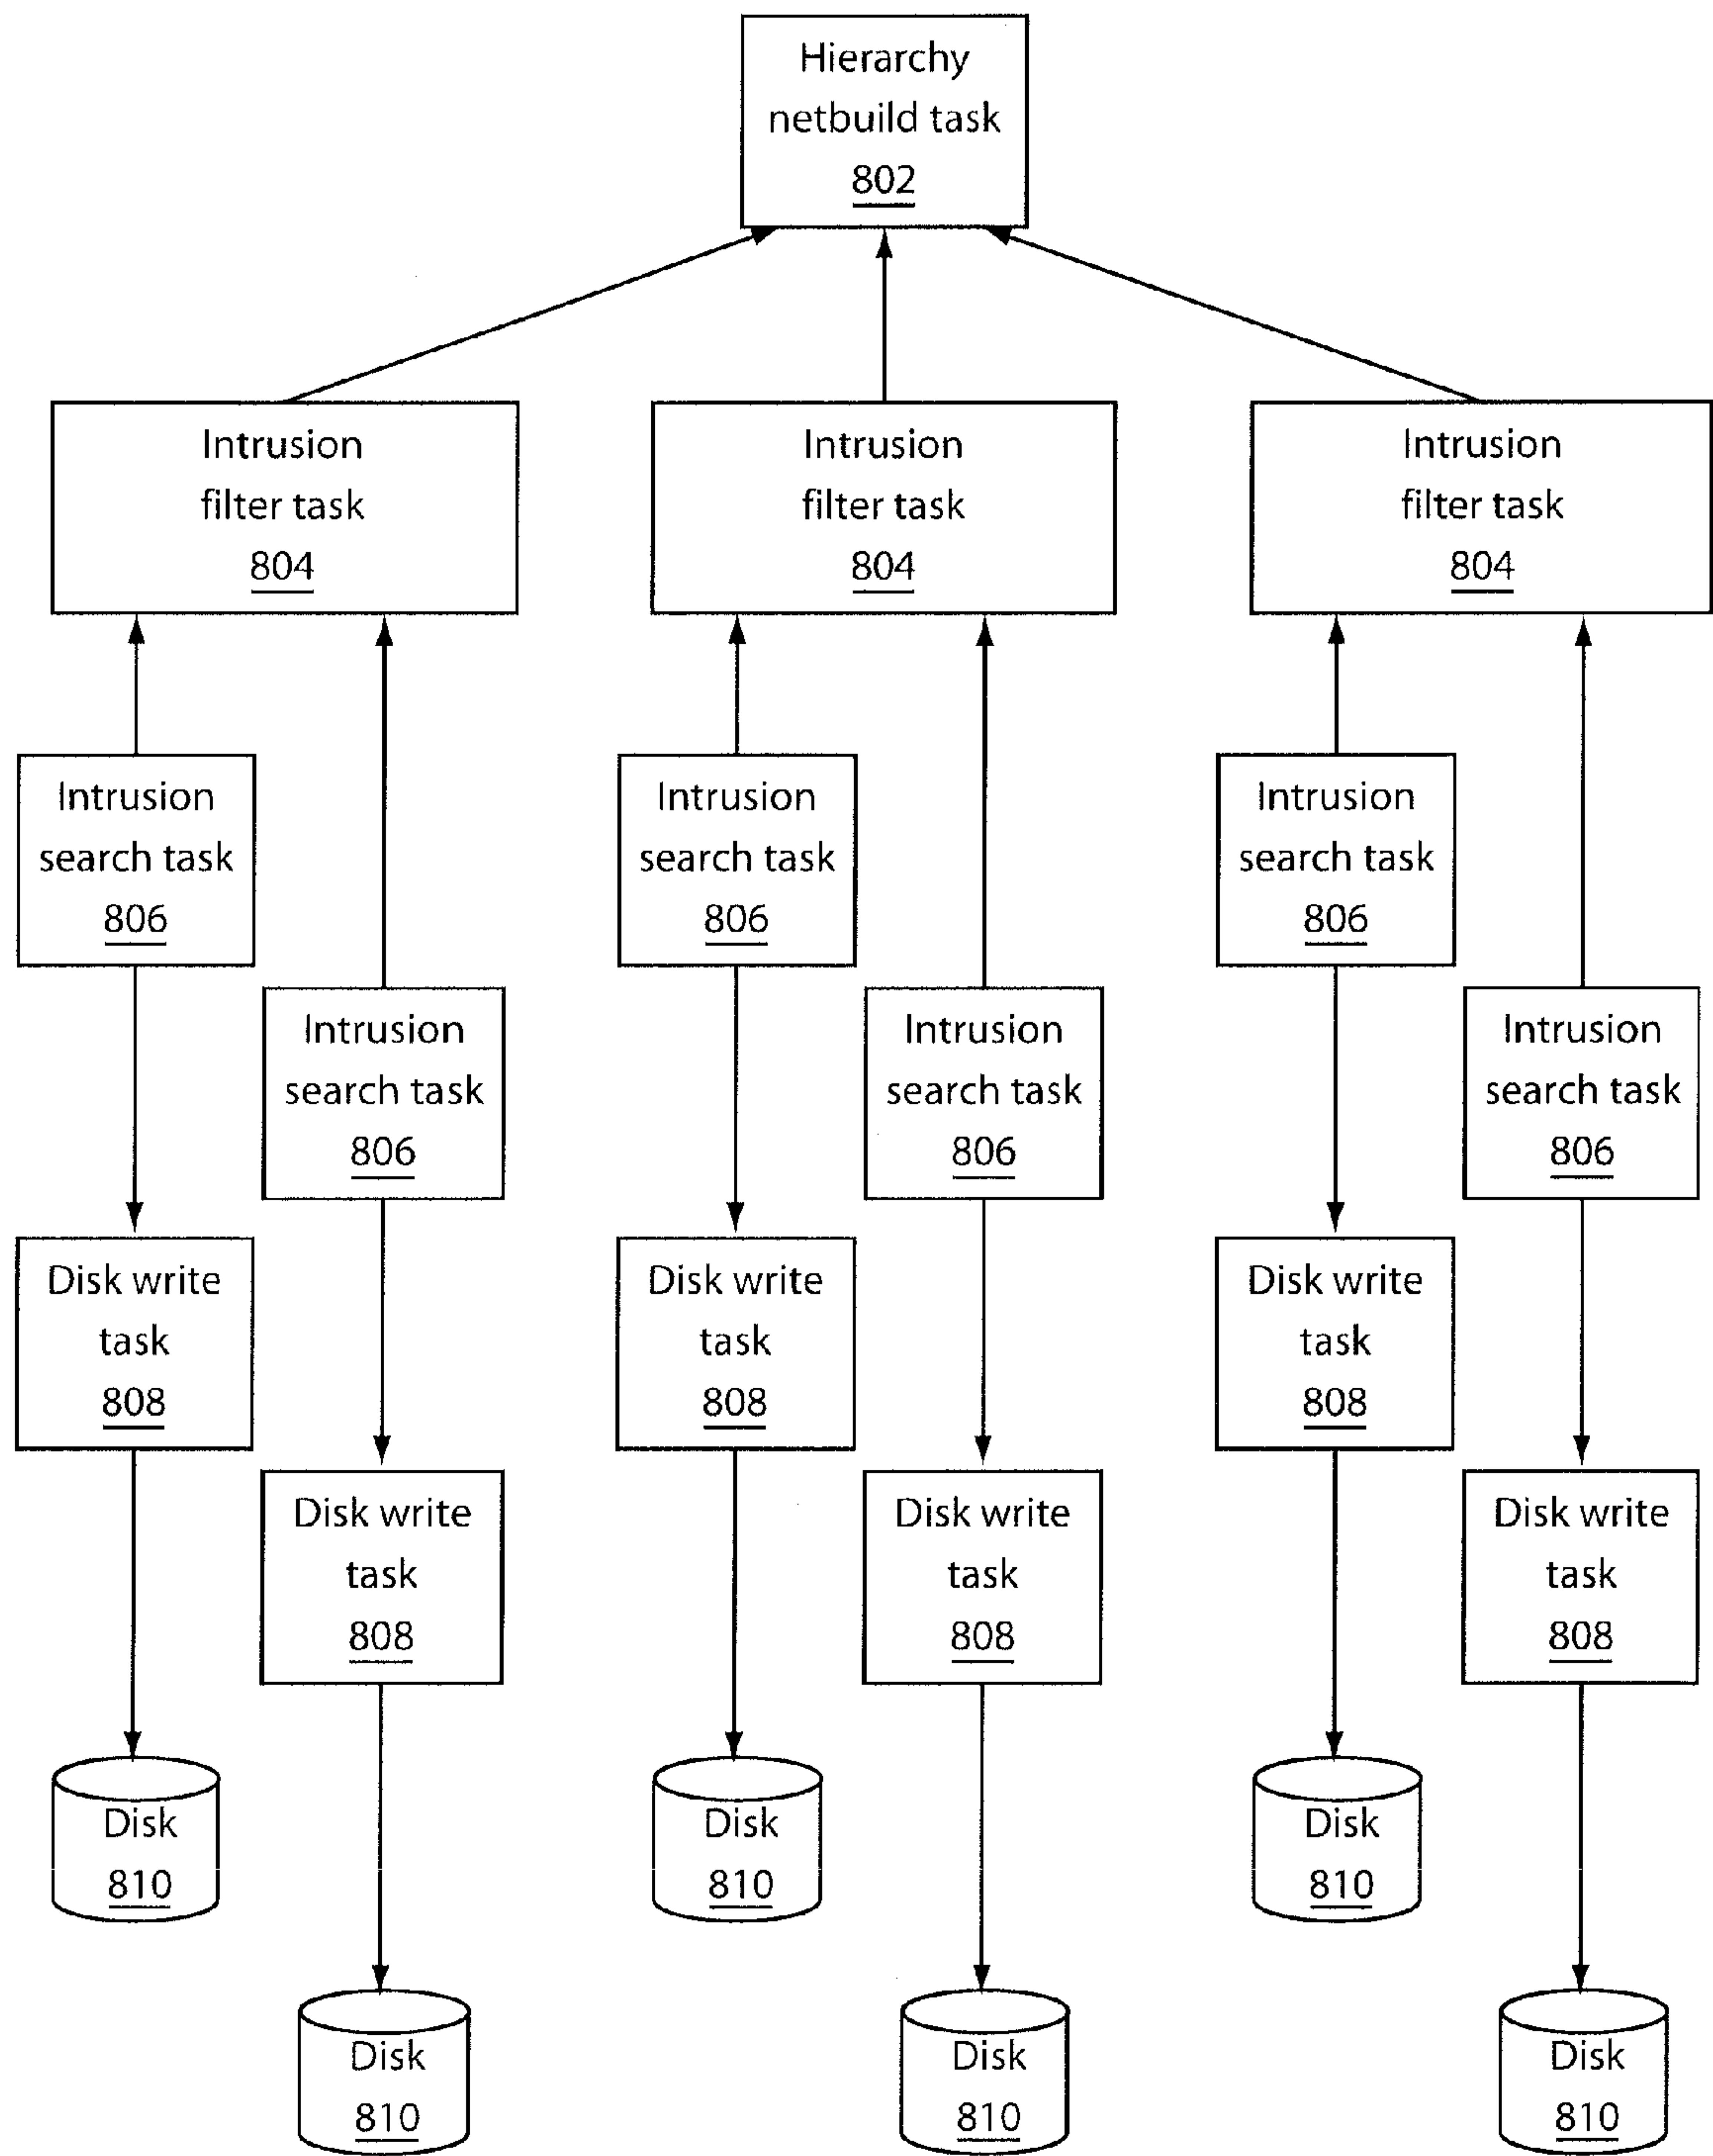 Hierarchy
netbuild task
802
Intrusion
filter task
804
Intrusion
filter task
804
Intrusion
filter task
804
Intrusion
search task
806
Intrusion
search task
806
Intrusion
search task
806
Intrusion
search task
806
Intrusion
search task
806
Intrusion
search task
806
Disk write
task
808
Disk write
task
808
Disk write
task
808
Disk write
task
808
Disk write
task
808
Disk write
task
808
Disk
810
Disk
810
Disk
810
Disk
810
Disk
810
Disk
810